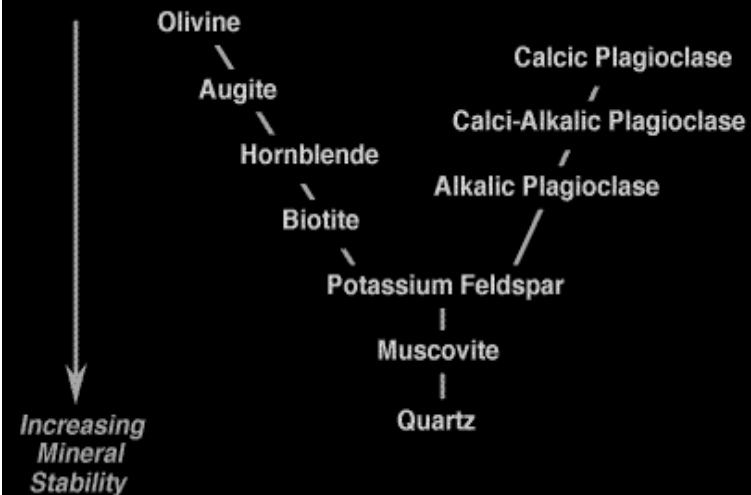 Olivine
Calcic Plagioclase
Augite
Calci-Alkalic Plagioclase
Hornblende
Alkalic Plagioclase
Biotite
Potassium Feldspar
Muscovite
Quartz
Increasing
Mineral
Stability